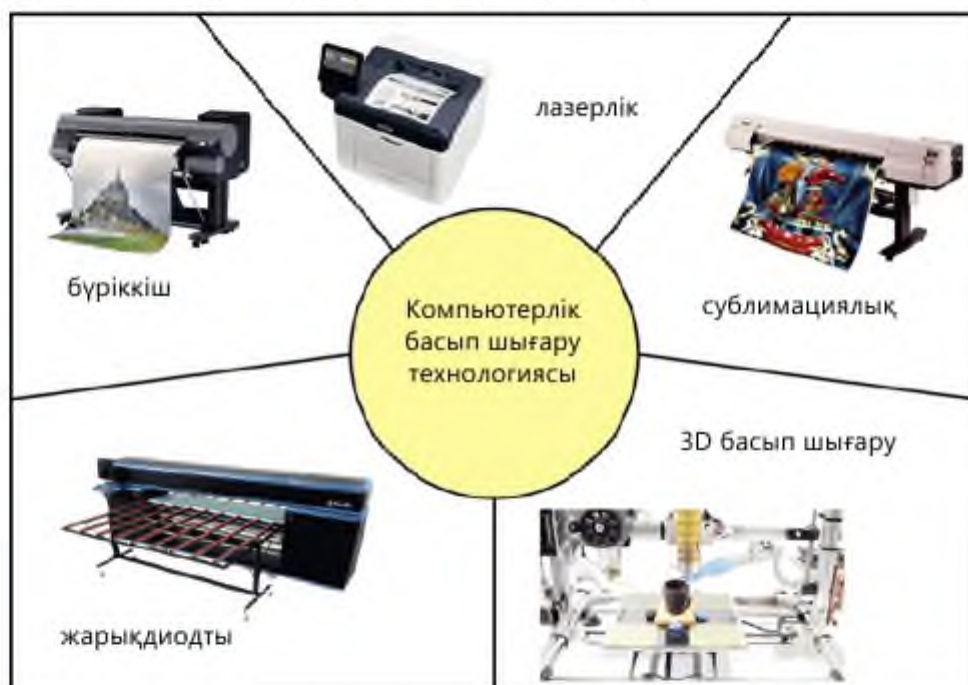 лазерлік
бүріккіш
сублимациялық
Компьютерлік
басып шығару
технологиясы
3D басып шығару
жарықдиодты